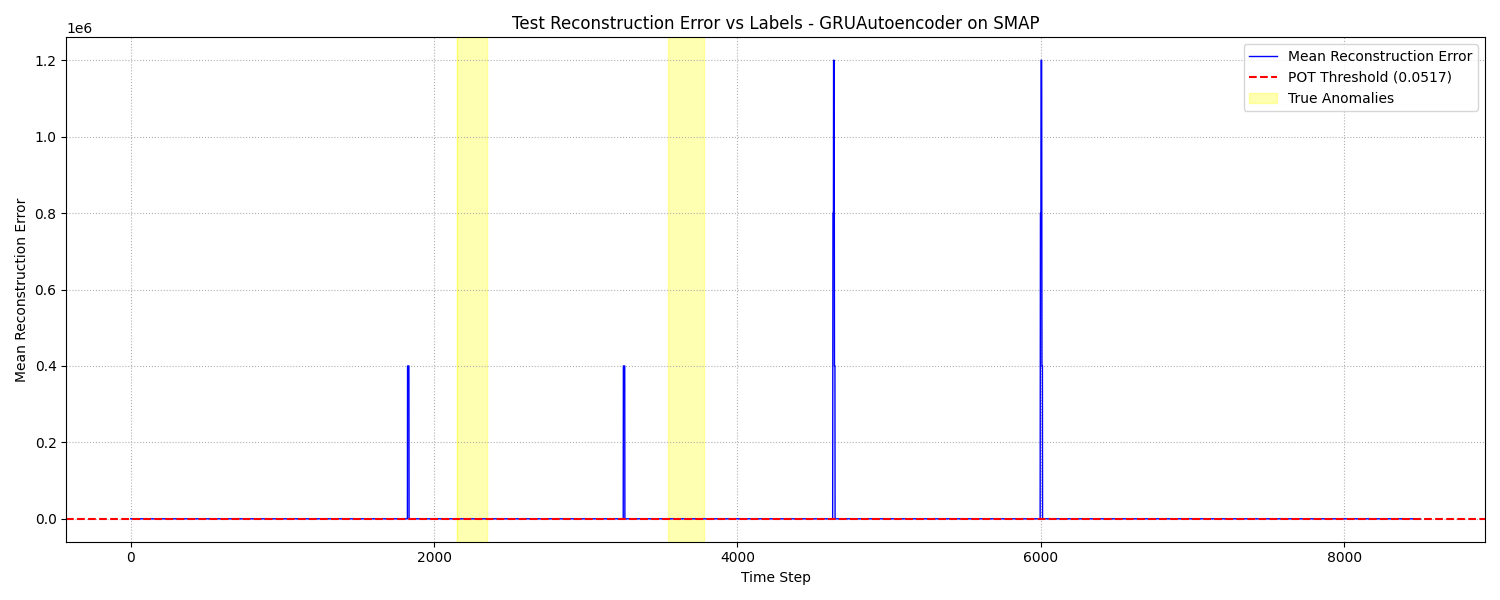 Test Reconstruction Error vs Labels - GRUAutoencoder on SMAP
1e6
Mean Reconstruction Error
POT Threshold (0.0517)
True Anomalies
1.2
1.0
0.8
0.6
0.4
0.2
0.0
Mean Reconstruction Error
0 2000 4000 6000 8000
Time Step